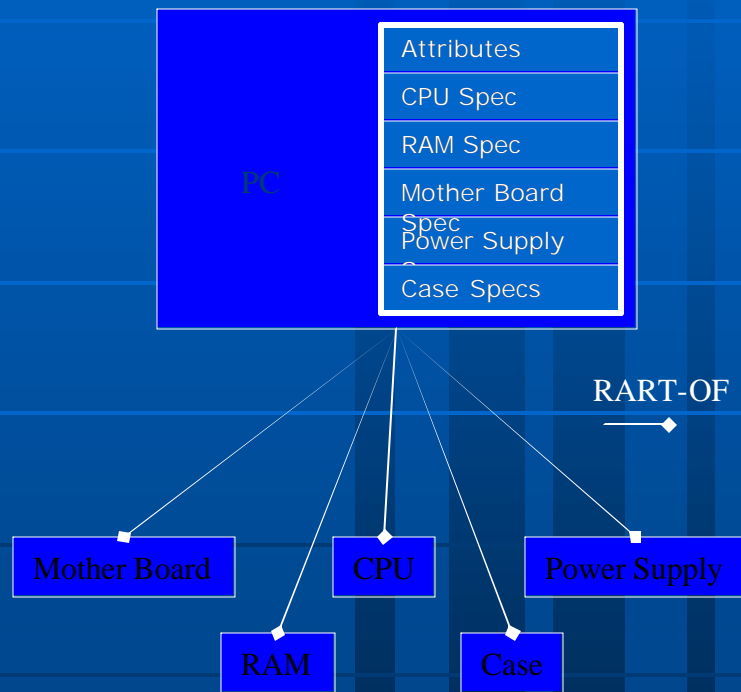 Attributes
CPU Spec
RAM Spec
PC
Mother Board
Spec
Power Supply
Case Specs
RART-OF
Mother Board
CPU
Power Supply
RAM
Case